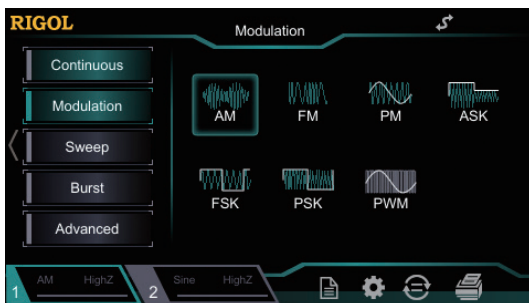 RIGOL
Modulation
Continuous
Modulation
Sweep
Burst
Advanced
AM FM PM ASK
FSK PSK PWM
1 AM HighZ 2 Sine HighZ